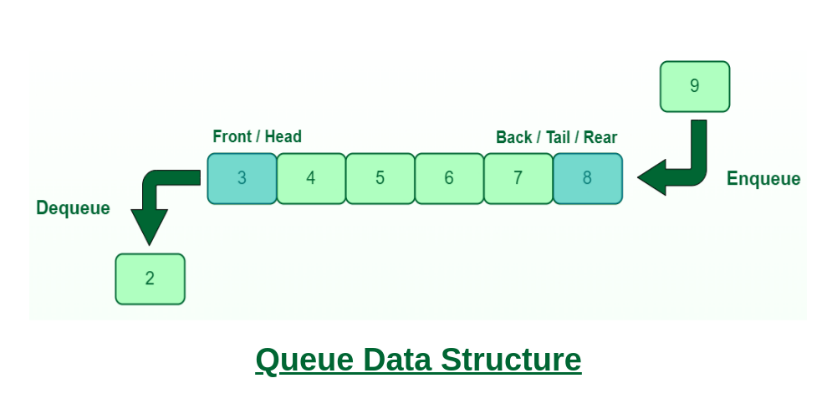 9
Front / Head
Back / Tail / Rear
3 4 5 6 7 8
Enqueue
Dequeue
2
Queue Data Structure